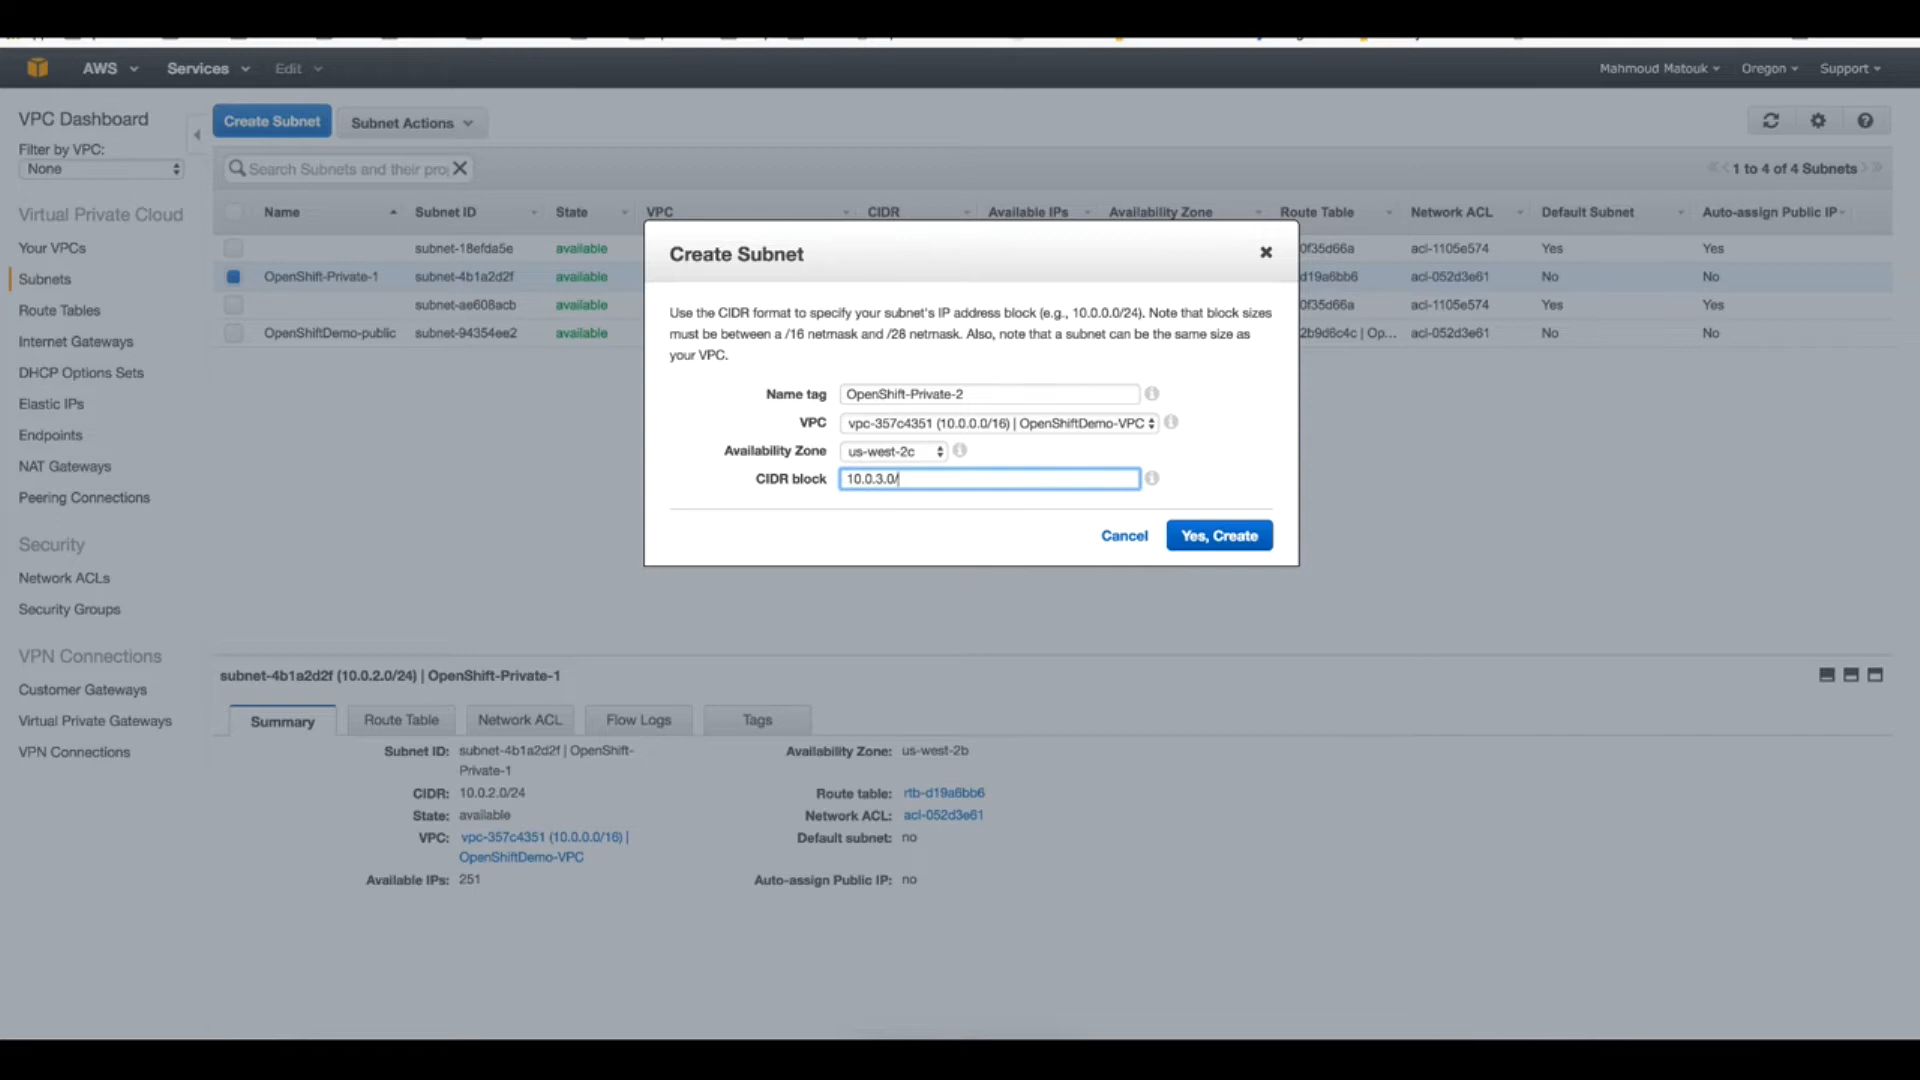 AWS Services Edit Mahmoud Matouk Oregon Support
VPC Dashboard
Filter by VPC:
None
Virtual Private Cloud
Your VPCs
Subnets
Route Tables
Internet Gateways
DHCP Options Sets
Elastic IPs
Endpoints
NAT Gateways
Peering Connections
Security
Network ACLs
Security Groups
VPN Connections
Customer Gateways
Virtual Private Gateways
VPN Connections
Create Subnet Subnet Actions
Search Subnets and their pro 1 to 4 of 4 Subnets
Name Subnet ID State VPC CIDR Available IPs Availability Zone Route Table Network ACL Default Subnet Auto-assign Public IP
subnet-18efda5e available 0f35d66a acl-1105e574 Yes Yes
OpenShift-Private-1 subnet-4b1a2d2f available d19a6bb6 acl-052d3e61 No No
subnet-ae608acb available 0f35d66a acl-1105e574 Yes Yes
OpenShiftDemo-public subnet-94354ee2 available 2b9d8c4c | Op... acl-052d3e61 No No
Create Subnet
Use the CIDR format to specify your subnet's IP address block (e.g., 10.0.0.0/24). Note that block sizes
must be between a /16 netmask and /28 netmask. Also, note that a subnet can be the same size as
your VPC.
Name tag OpenShift-Private-2
VPC vpc-357c4351 (10.0.0.0/16) | OpenShiftDemo-VPC
Availability Zone us-west-2c
CIDR block 10.0.3.0/
Cancel Yes, Create
subnet-4b1a2d2f (10.0.2.0/24) | OpenShift-Private-1
Summary Route Table Network ACL Flow Logs Tags
Subnet ID: subnet-4b1a2d2f | OpenShift-
Private-1
Availability Zone: us-west-2b
CIDR: 10.0.2.0/24
Route table: rtb-d19a6bb6
State: available
Network ACL: acl-052d3e61
VPC: vpc-357c4351 (10.0.0.0/16) |
OpenShiftDemo-VPC
Default subnet: no
Available IPs: 251
Auto-assign Public IP: no